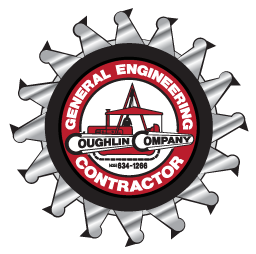 GENERAL ENGINEERING
COUGHLIN COMPANY
634-1266
CONTRACTOR